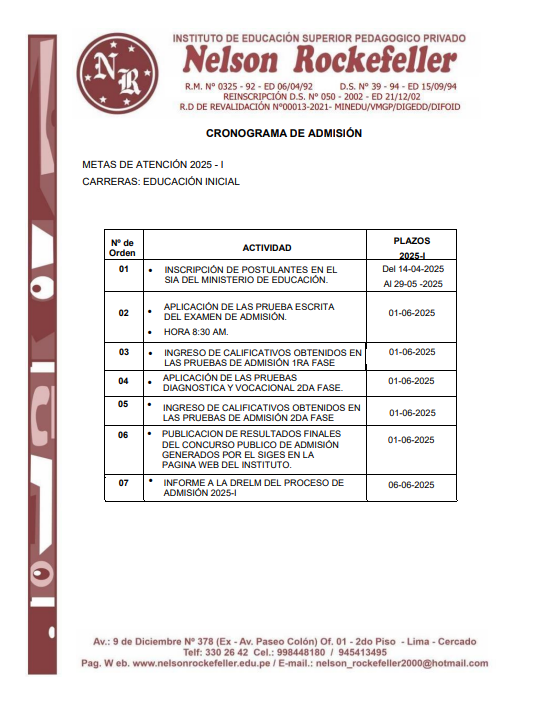 INSTITUTO DE EDUCACIÓN SUPERIOR PEDAGOGICO PRIVADO
NR
Nelson Rockefeller
R.M. Nº 0325 - 92 - ED 06/04/92 D.S. Nº 39 - 94 - ED 15/09/94
REINSCRIPCIÓN D.S. Nº 050 - 2002 - ED 21/12/02
R.D DE REVALIDACIÓN Nº00013-2021- MINEDU/VMGP/DIGEDD/DIFOID
CRONOGRAMA DE ADMISIÓN
METAS DE ATENCIÓN 2025 - I
CARRERAS: EDUCACIÓN INICIAL
Nº de
Orden
ACTIVIDAD
PLAZOS
2025-I
01
• INSCRIPCIÓN DE POSTULANTES EN EL
SIA DEL MINISTERIO DE EDUCACIÓN.
Del 14-04-2025
Al 29-05 -2025
02
• APLICACIÓN DE LAS PRUEBA ESCRITA
DEL EXAMEN DE ADMISIÓN.
• HORA 8:30 AM.
01-06-2025
03
• INGRESO DE CALIFICATIVOS OBTENIDOS EN
LAS PRUEBAS DE ADMISIÓN 1RA FASE
01-06-2025
04
• APLICACIÓN DE LAS PRUEBAS
DIAGNOSTICA Y VOCACIONAL 2DA FASE.
01-06-2025
05
• INGRESO DE CALIFICATIVOS OBTENIDOS EN
LAS PRUEBAS DE ADMISIÓN 2DA FASE
01-06-2025
06
• PUBLICACION DE RESULTADOS FINALES
DEL CONCURSO PUBLICO DE ADMISIÓN
GENERADOS POR EL SIGES EN LA
PAGINA WEB DEL INSTITUTO.
01-06-2025
07
• INFORME A LA DRELM DEL PROCESO DE
ADMISIÓN 2025-I
06-06-2025
Av.: 9 de Diciembre Nº 378 (Ex - Av. Paseo Colón) Of. 01 - 2do Piso - Lima - Cercado
Telf: 330 26 42 Cel.: 998448180 / 945413495
Pag. W eb. www.nelsonrockefeller.edu.pe / E-mail.: nelson_rockefeller2000@hotmail.com